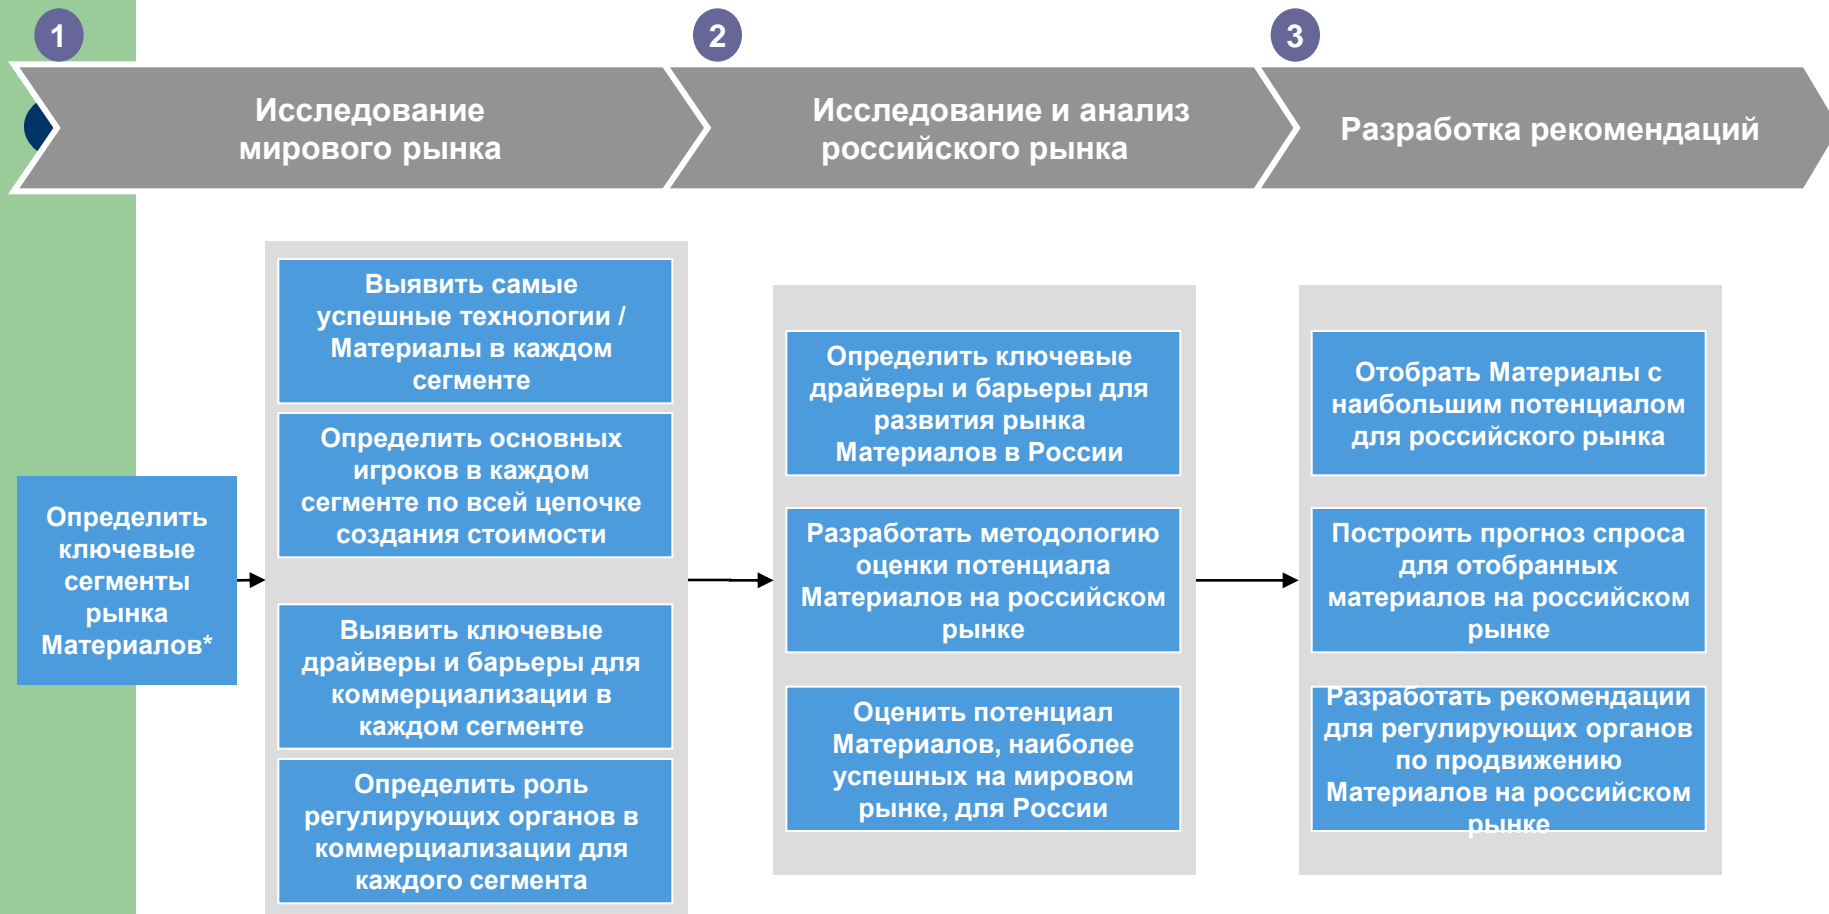 1
2
3
Исследование
мирового рынка
Исследование и анализ
российского рынка
Разработка рекомендаций
Определить
ключевые
сегменты
рынка
Материалов*
Выявить самые
успешные технологии /
Материалы в каждом
сегменте
Определить основных
игроков в каждом
сегменте по всей цепочке
создания стоимости
Выявить ключевые
драйверы и барьеры для
коммерциализации в
каждом сегменте
Определить роль
регулирующих органов в
коммерциализации для
каждого сегмента
Определить ключевые
драйверы и барьеры для
развития рынка
Материалов в России
Разработать методологию
оценки потенциала
Материалов на российском
рынке
Оценить потенциал
Материалов, наиболее
успешных на мировом
рынке, для России
Отобрать Материалы с
наибольшим потенциалом
для российского рынка
Построить прогноз спроса
для отобранных
материалов на российском
рынке
Разработать рекомендации
для регулирующих органов
по продвижению
Материалов на российском
рынке